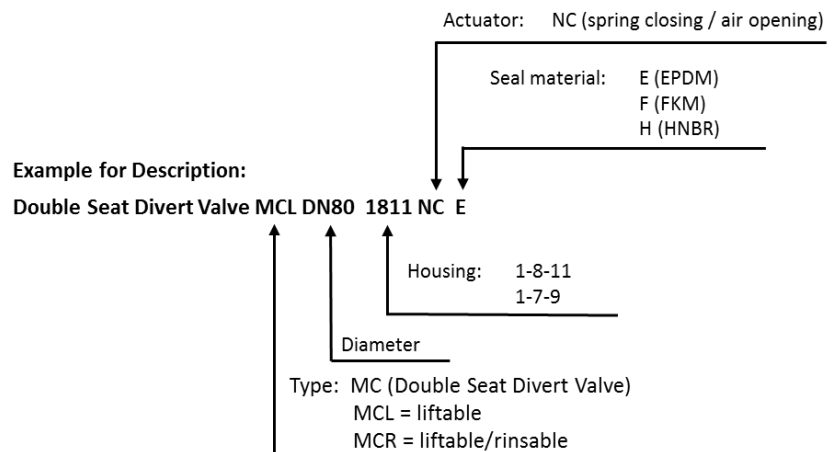 Actuator: NC (spring closing / air opening)
Seal material: E (EPDM)
F (FKM)
H (HNBR)
Example for Description:
Double Seat Divert Valve MCL DN80 1811 NC E
Housing: 1-8-11
1-7-9
Diameter
Type: MC (Double Seat Divert Valve)
MCL = liftable
MCR = liftable/rinsable